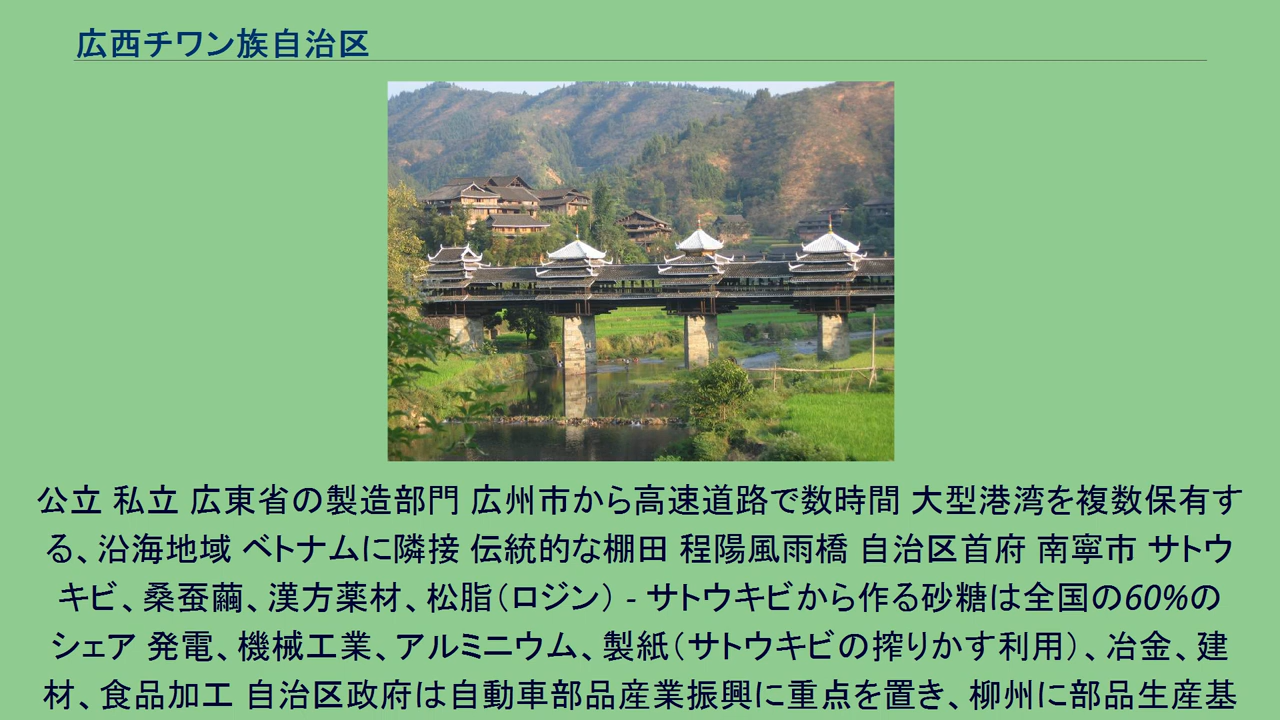 広西チワン族自治区
公立 私立 広東省の製造部門 広州市から高速道路で数時間 大型港湾を複数保有す
る、沿海地域 ベトナムに隣接 伝統的な棚田 程陽風雨橋 自治区首府 南寧市 サトウ
キビ、桑蚕繭、漢方薬材、松脂（ロジン） - サトウキビから作る砂糖は全国の60%の
シェア 発電、機械工業、アルミニウム、製紙（サトウキビの搾りかす利用）、冶金、建
材、食品加工 自治区政府は自動車部品産業振興に重点を置き、柳州に部品生産基